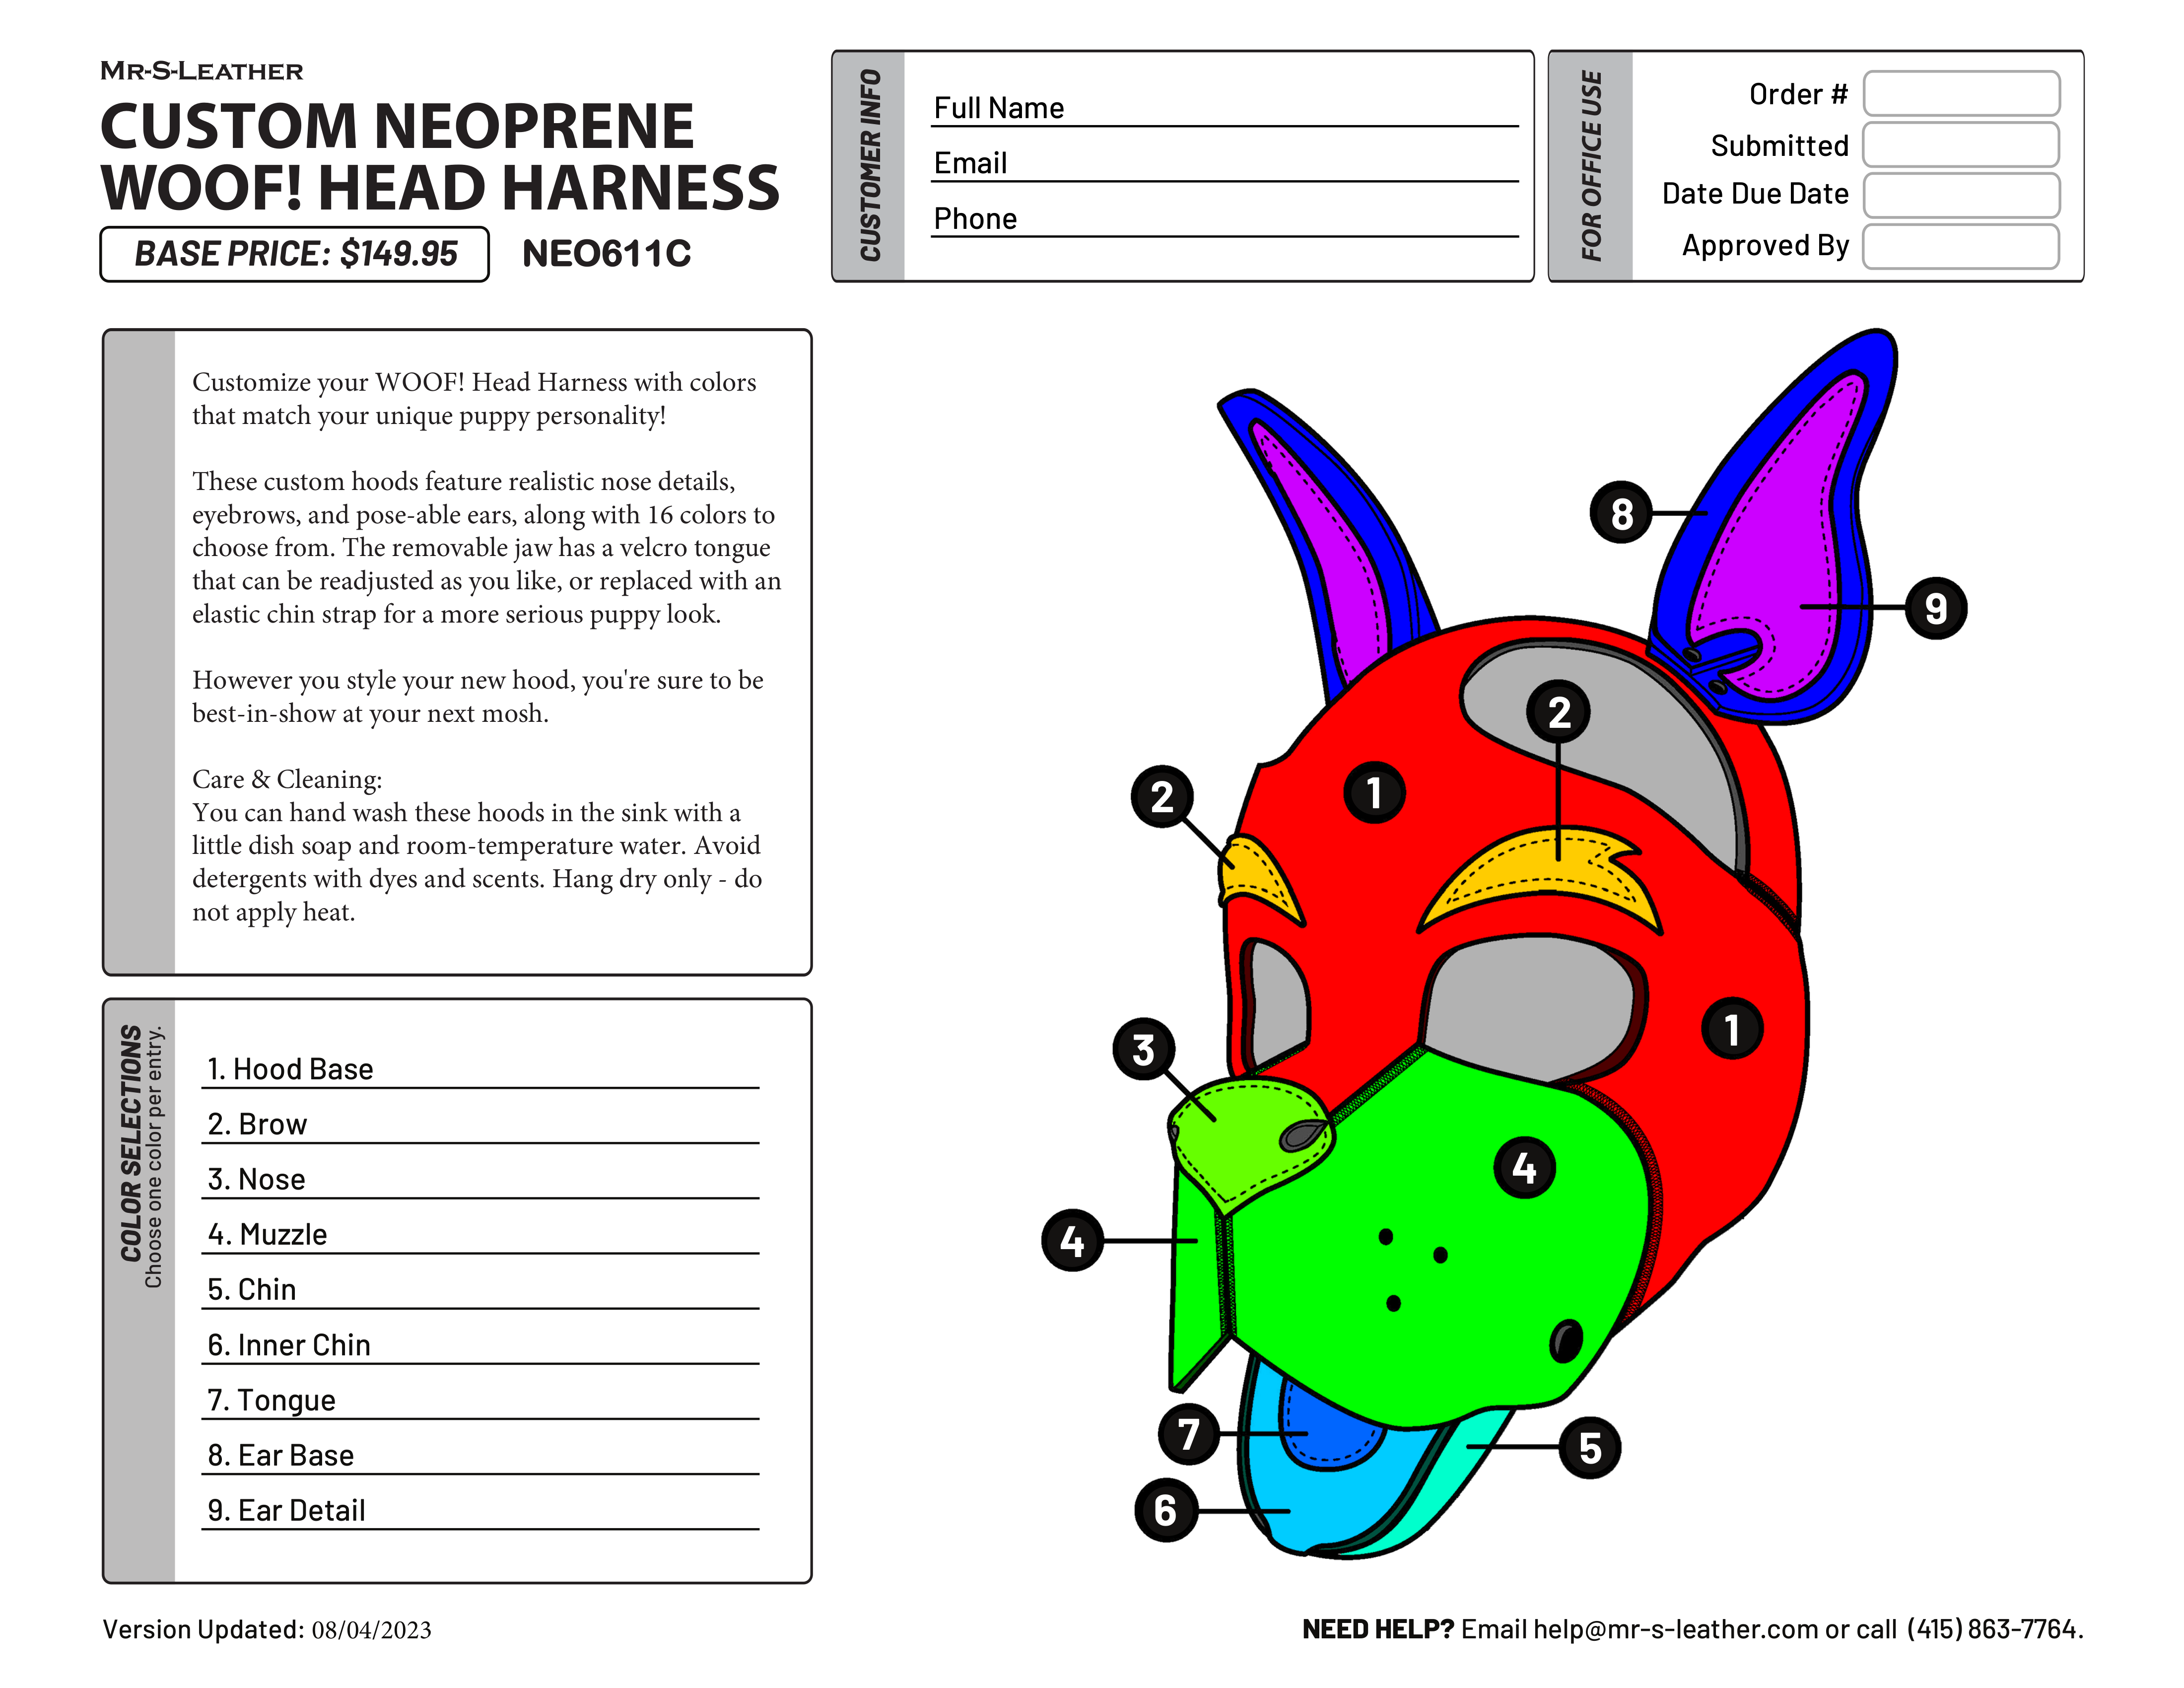 MR-S-LEATHER
CUSTOM NEOPRENE
WOOF! HEAD HARNESS
BASE PRICE: $149.95
NEO611C
CUSTOMER INFO
Full Name
Email
Phone
FOR OFFICE USE
Order #
Submitted
Date Due Date
Approved By
Customize your WOOF! Head Harness with colors
that match your unique puppy personality!
These custom hoods feature realistic nose details,
eyebrows, and pose-able ears, along with 16 colors to
choose from. The removable jaw has a velcro tongue
that can be readjusted as you like, or replaced with an
elastic chin strap for a more serious puppy look.
However you style your new hood, you're sure to be
best-in-show at your next mosh.
Care & Cleaning:
You can hand wash these hoods in the sink with a
little dish soap and room-temperature water. Avoid
detergents with dyes and scents. Hang dry only - do
not apply heat.
COLOR SELECTIONS
Choose one color per entry.
1. Hood Base
2. Brow
3. Nose
4. Muzzle
5. Chin
6. Inner Chin
7. Tongue
8. Ear Base
9. Ear Detail
8
9
2
1
2
1
3
4
4
7
5
6
Version Updated: 08/04/2023
NEED HELP? Email help@mr-s-leather.com or call (415) 863-7764.